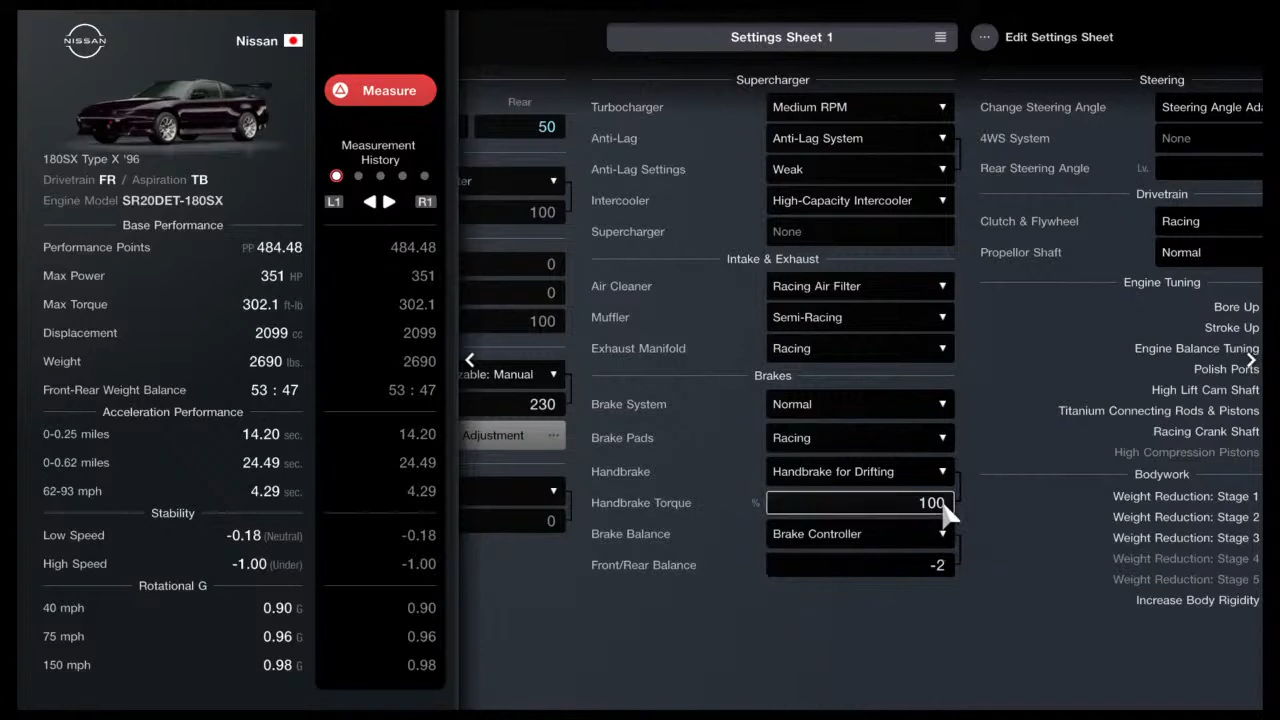 NISSAN
Nissan
180SX Type X '96
Drivetrain FR / Aspiration TB
Engine Model SR20DET-180SX
Base Performance
Performance Points PP 484.48
Max Power 351 HP
Max Torque 302.1 ft-lb
Displacement 2099 cc
Weight 2690 lbs.
Front-Rear Weight Balance 53 : 47
Acceleration Performance
0-0.25 miles 14.20 sec.
0-0.62 miles 24.49 sec.
62-93 mph 4.29 sec.
Stability
Low Speed -0.18 (Neutral)
High Speed -1.00 (Under)
Rotational G
40 mph 0.90 G
75 mph 0.96 G
150 mph 0.98 G
Measure
Measurement
History
L1 R1
484.48
351
302.1
2099
2690
53 : 47
14.20
24.49
4.29
-0.18
-1.00
0.90
0.96
0.98
Settings Sheet 1
Edit Settings Sheet
Rear
50
er
100
0
0
100
zable: Manual
230
Adjustment
0
Supercharger
Turbocharger Medium RPM
Anti-Lag Anti-Lag System
Anti-Lag Settings Weak
Intercooler High-Capacity Intercooler
Supercharger None
Intake & Exhaust
Air Cleaner Racing Air Filter
Muffler Semi-Racing
Exhaust Manifold Racing
Brakes
Brake System Normal
Brake Pads Racing
Handbrake Handbrake for Drifting
Handbrake Torque % 100
Brake Balance Brake Controller
Front/Rear Balance -2
Steering
Change Steering Angle Steering Angle Ada
4WS System None
Rear Steering Angle Lv.
Drivetrain
Clutch & Flywheel Racing
Propellor Shaft Normal
Engine Tuning
Bore Up
Stroke Up
Engine Balance Tuning
Polish Ports
High Lift Cam Shaft
Titanium Connecting Rods & Pistons
Racing Crank Shaft
High Compression Pistons
Bodywork
Weight Reduction: Stage 1
Weight Reduction: Stage 2
Weight Reduction: Stage 3
Weight Reduction: Stage 4
Weight Reduction: Stage 5
Increase Body Rigidity